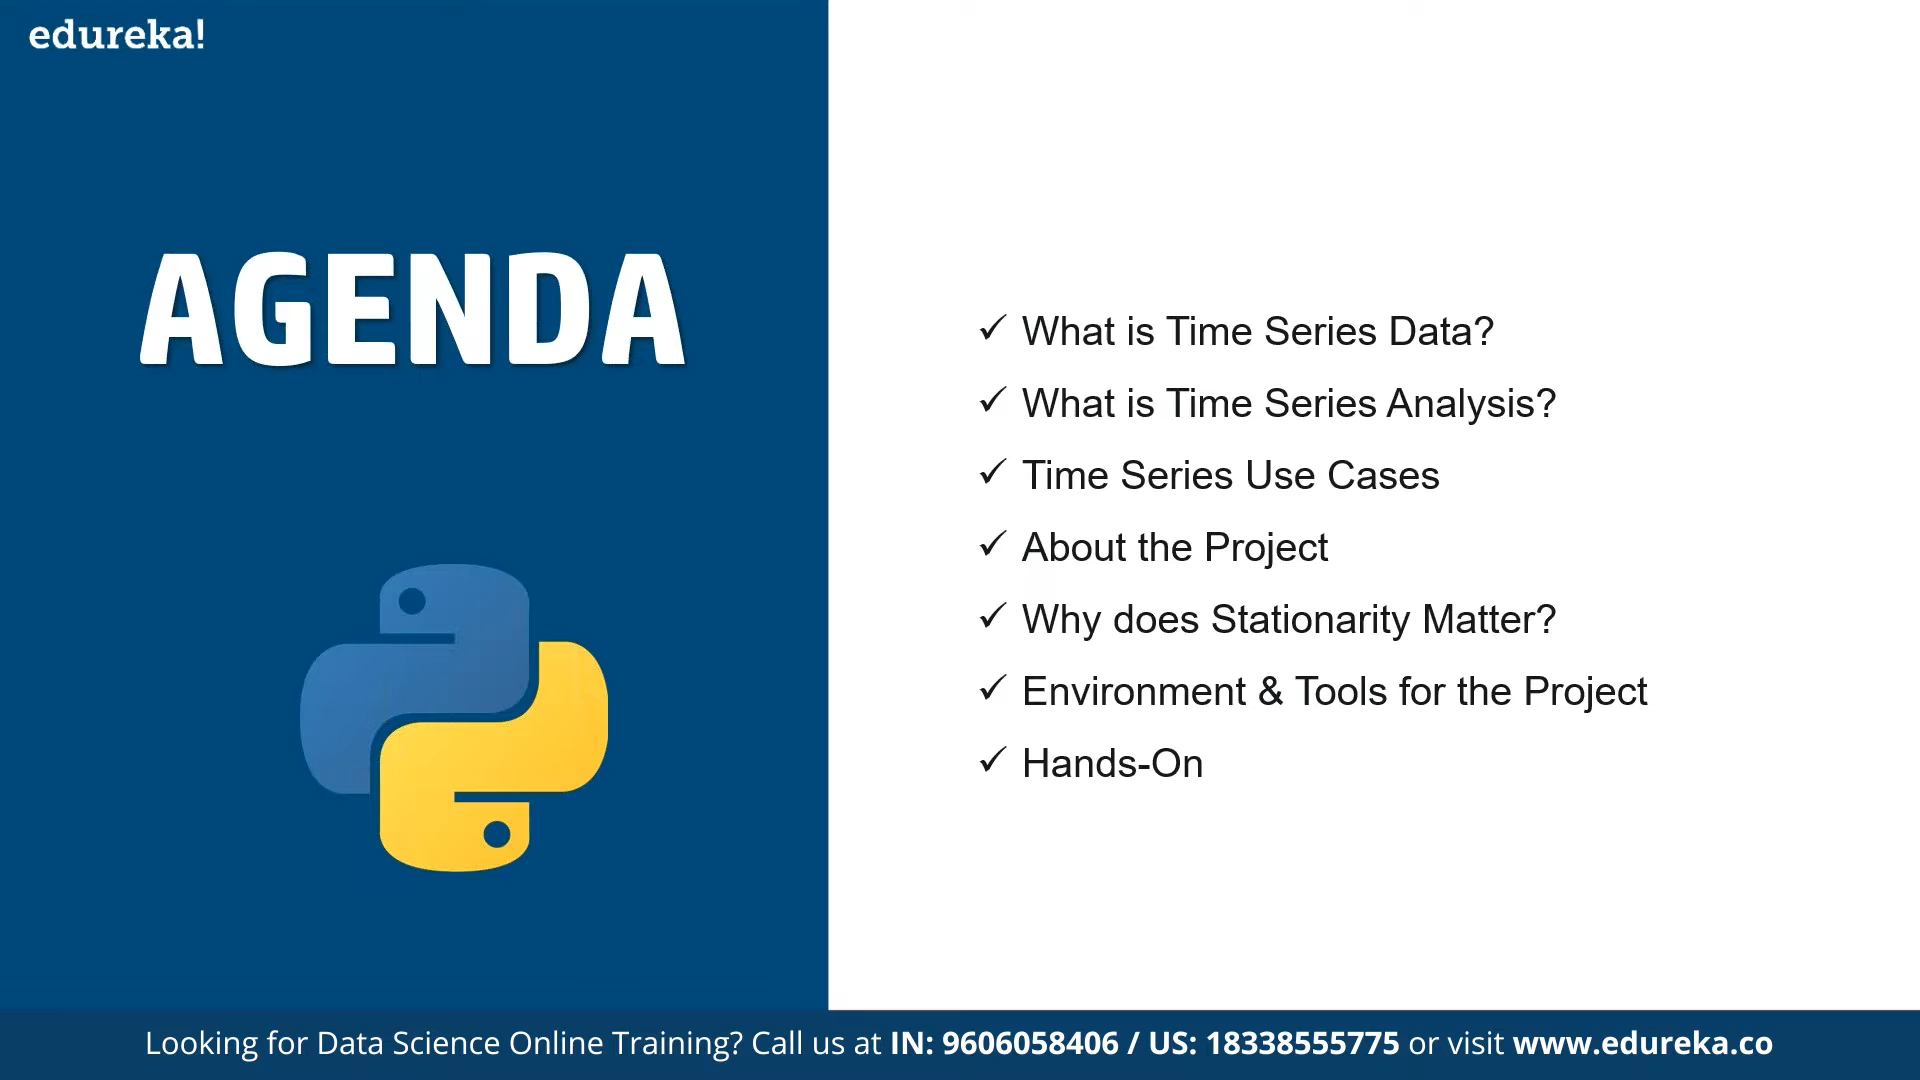 edureka!
AGENDA
✓ What is Time Series Data?
✓ What is Time Series Analysis?
✓ Time Series Use Cases
✓ About the Project
✓ Why does Stationarity Matter?
✓ Environment & Tools for the Project
✓ Hands-On
Looking for Data Science Online Training? Call us at IN: 9606058406 / US: 18338555775 or visit www.edureka.co